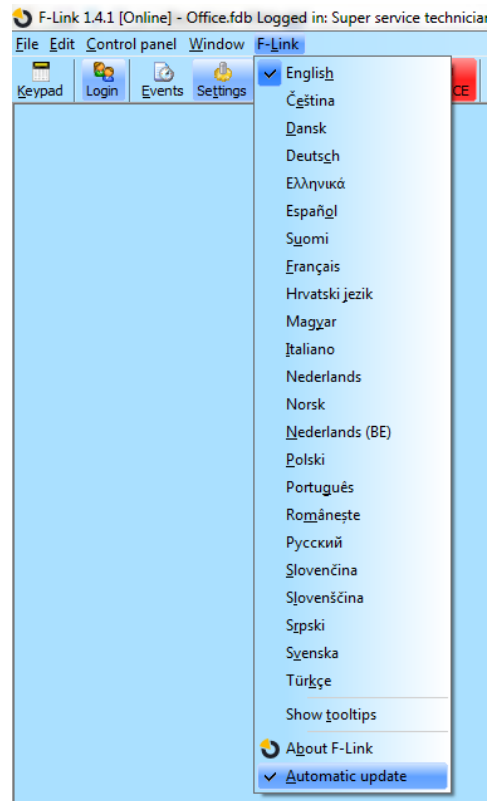 F-Link 1.4.1 [Online] - Office.fdb Logged in: Super service technician
File Edit Control panel Window F-Link
Keypad Login Events Settings CE
English
Čeština
Dansk
Deutsch
Ελληνικά
Español
Suomi
Français
Hrvatski jezik
Magyar
Italiano
Nederlands
Norsk
Nederlands (BE)
Polski
Português
Româneşte
Русский
Slovenčina
Slovenščina
Srpski
Svenska
Türkçe
Show tooltips
About F-Link
Automatic update